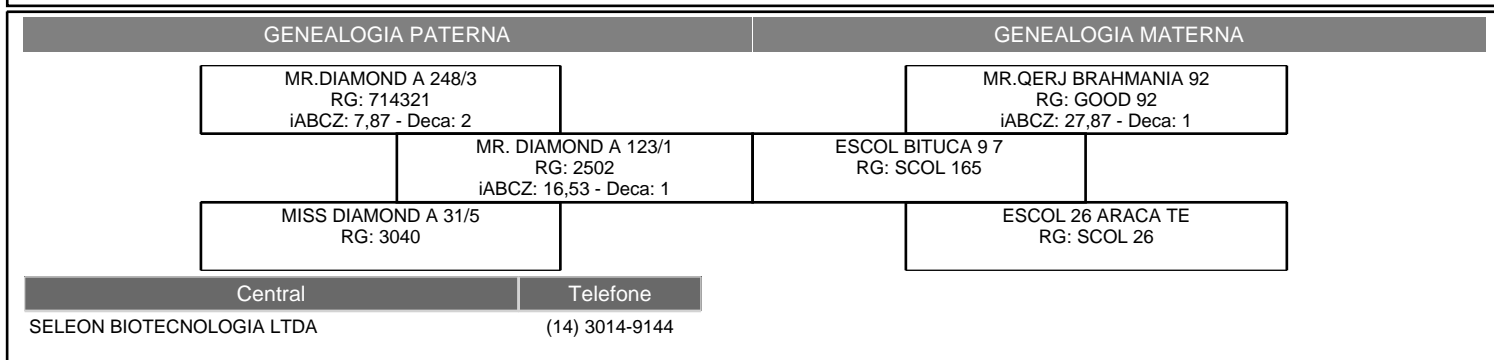 GENEALOGIA PATERNA
GENEALOGIA MATERNA
MR.DIAMOND A 248/3
RG: 714321
iABCZ: 7,87 - Deca: 2
MR.QERJ BRAHMANIA 92
RG: GOOD 92
iABCZ: 27,87 - Deca: 1
MR. DIAMOND A 123/1
RG: 2502
iABCZ: 16,53 - Deca: 1
ESCOL BITUCA 9 7
RG: SCOL 165
MISS DIAMOND A 31/5
RG: 3040
ESCOL 26 ARACA TE
RG: SCOL 26
Central
Telefone
SELEON BIOTECNOLOGIA LTDA
(14) 3014-9144